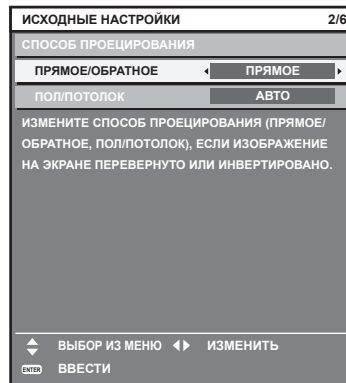 ИСХОДНЫЕ НАСТРОЙКИ 2/6
СПОСОБ ПРОЕЦИРОВАНИЯ
ПРЯМОЕ/ОБРАТНОЕ ПРЯМОЕ
ПОЛ/ПОТОЛОК АВТО
ИЗМЕНИТЕ СПОСОБ ПРОЕЦИРОВАНИЯ (ПРЯМОЕ/
ОБРАТНОЕ, ПОЛ/ПОТОЛОК), ЕСЛИ ИЗОБРАЖЕНИЕ
НА ЭКРАНЕ ПЕРЕВЕРНУТО ИЛИ ИНВЕРТИРОВАНО.
ВЫБОР ИЗ МЕНЮ ИЗМЕНИТЬ
ENTER ВВЕСТИ